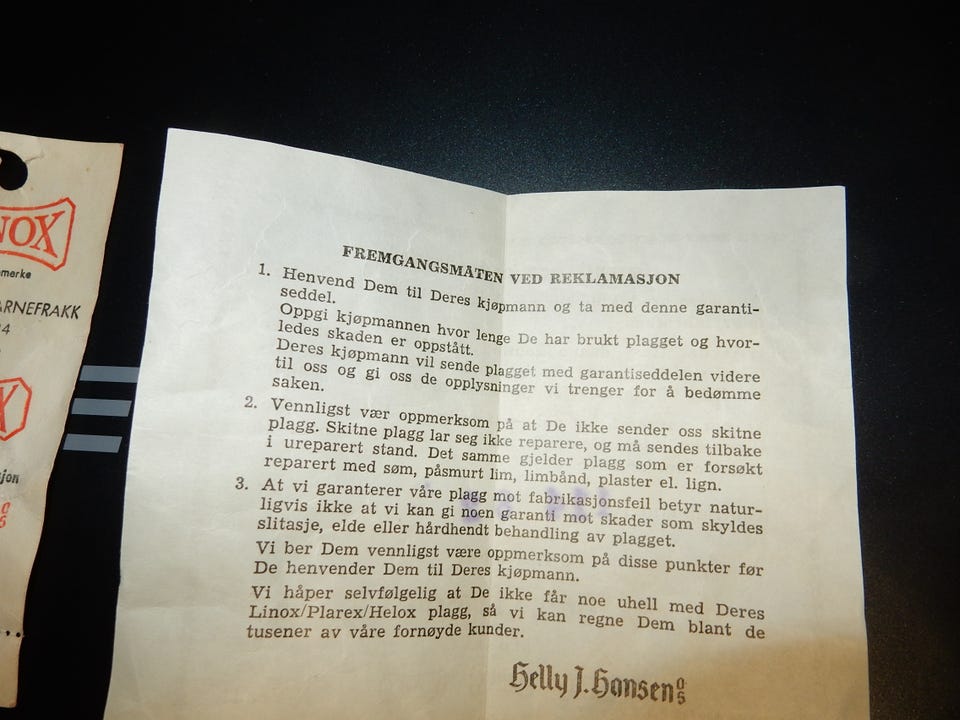 NOX
emerke
ARNEFRAKK
4
X
sjon
FREMGANGSMÅTEN VED REKLAMASJON
1. Henvend Dem til Deres kjøpmann og ta med denne garanti-
seddel.
Oppgi kjøpmannen hvor lenge De har brukt plagget og hvor-
ledes skaden er oppstått.
Deres kjøpmann vil sende plagget med garantiseddelen videre
til oss og gi oss de opplysninger vi trenger for å bedømme
saken.
2. Vennligst vær oppmerksom på at De ikke sender oss skitne
plagg. Skitne plagg lar seg ikke reparere, og må sendes tilbake
i ureparert stand. Det samme gjelder plagg som er forsøkt
reparert med søm, påsmurt lim, limbånd, plaster el. lign.
3. At vi garanterer våre plagg mot fabrikasjonsfeil betyr natur-
ligvis ikke at vi kan gi noen garanti mot skader som skyldes
slitasje, elde eller hårdhendt behandling av plagget.
Vi ber Dem vennligst være oppmerksom på disse punkter før
De henvender Dem til Deres kjøpmann.
Vi håper selvfølgelig at De ikke får noe uhell med Deres
Linox/Plarex/Helox plagg, så vi kan regne Dem blant de
tusener av våre fornøyde kunder.
Helly J. Hansen a/s